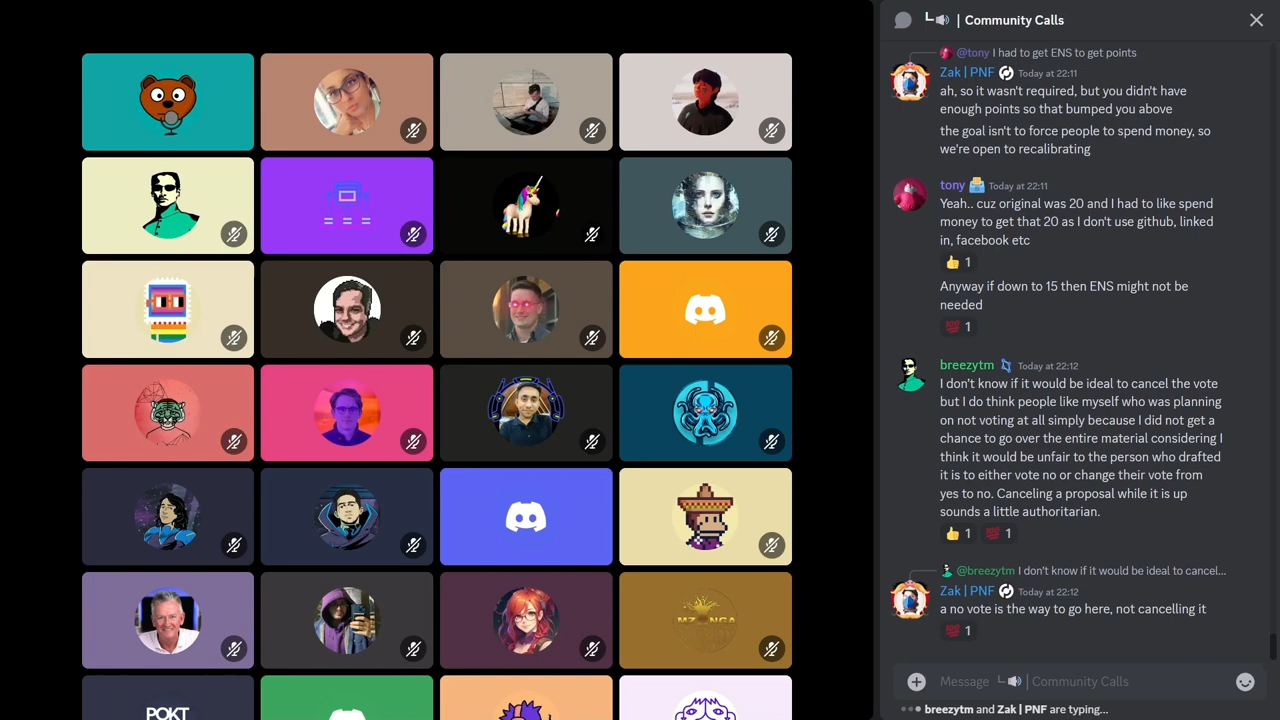 | Community Calls
@tony I had to get ENS to get points
Zak | PNF Today at 22:11
ah, so it wasn't required, but you didn't have
enough points so that bumped you above
the goal isn't to force people to spend money, so
we're open to recalibrating
tony Today at 22:11
Yeah.. cuz original was 20 and I had to like spend
money to get that 20 as I don't use github, linked
in, facebook etc
👍 1
Anyway if down to 15 then ENS might not be
needed
💯 1
breezytm Today at 22:12
I don't know if it would be ideal to cancel the vote
but I do think people like myself who was planning
on not voting at all simply because I did not get a
chance to go over the entire material considering I
think it would be unfair to the person who drafted
it is to either vote no or change their vote from
yes to no. Canceling a proposal while it is up
sounds a little authoritarian.
👍 1 💯 1
@breezytm I don't know if it would be ideal to cancel...
Zak | PNF Today at 22:12
a no vote is the way to go here, not cancelling it
💯 1
Message | Community Calls
breezytm and Zak | PNF are typing...
MZONGA
POKT